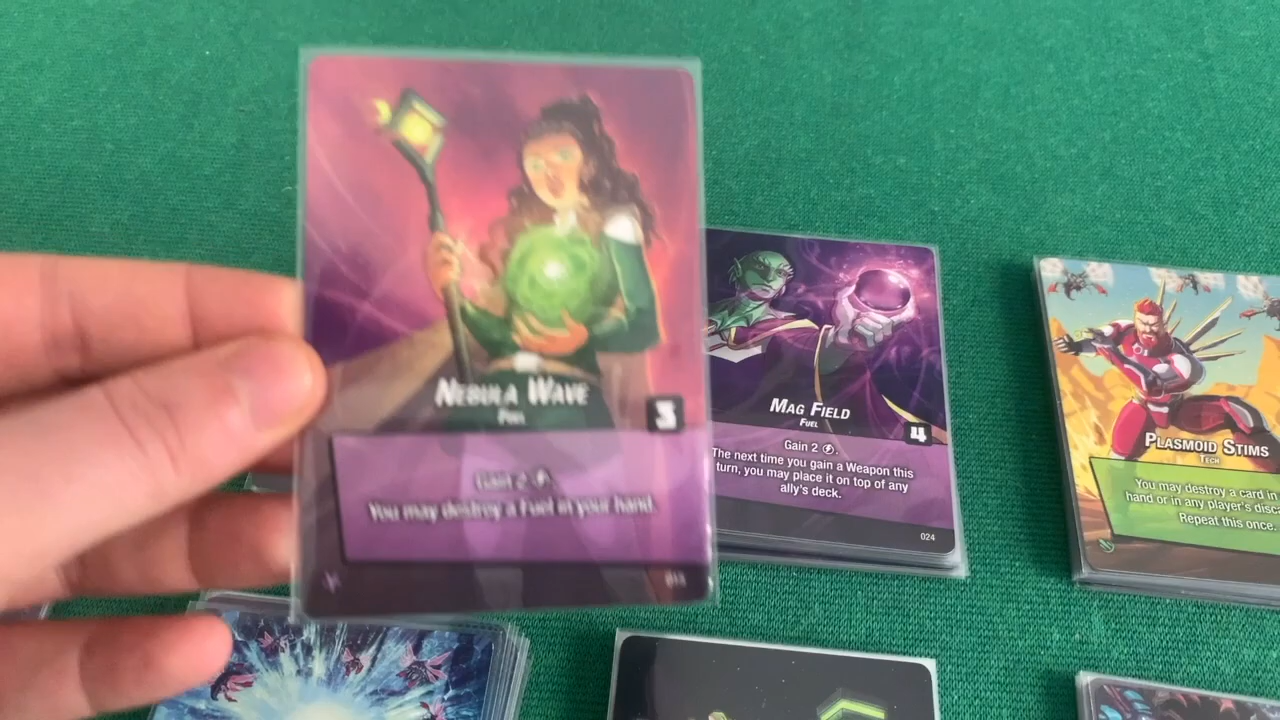 NEBULA WAVE
FUEL
3
Gain 2
You may destroy a Fuel in your hand.
MAG FIELD
FUEL
4
Gain 2
The next time you gain a Weapon this
turn, you may place it on top of any
ally's deck.
024
PLASMOID STIMS
TECH
You may destroy a card in
hand or in any player's disca
Repeat this once.